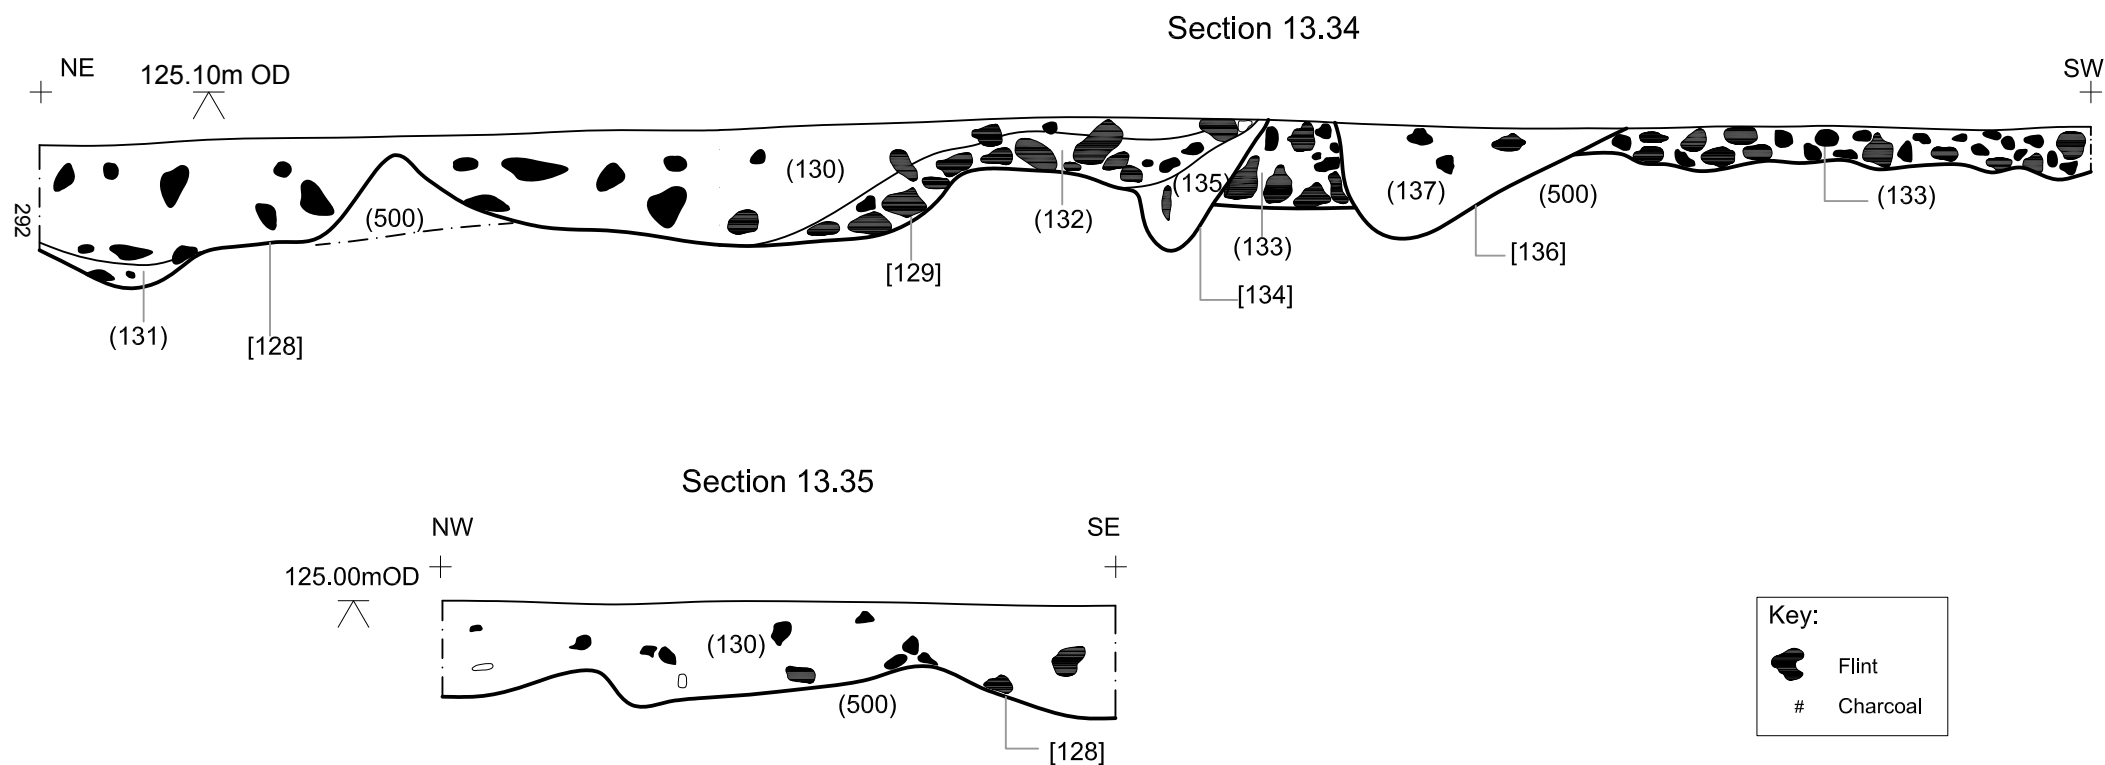 Section 13.34
NE
125.10m OD
SW
(130)
(500)
(135)
(137)
(500)
292
(132)
(133)
(133)
[129]
[136]
[134]
(131)
[128]
Section 13.35
NW
SE
125.00mOD
(130)
(500)
[128]
Key:
Flint
# Charcoal